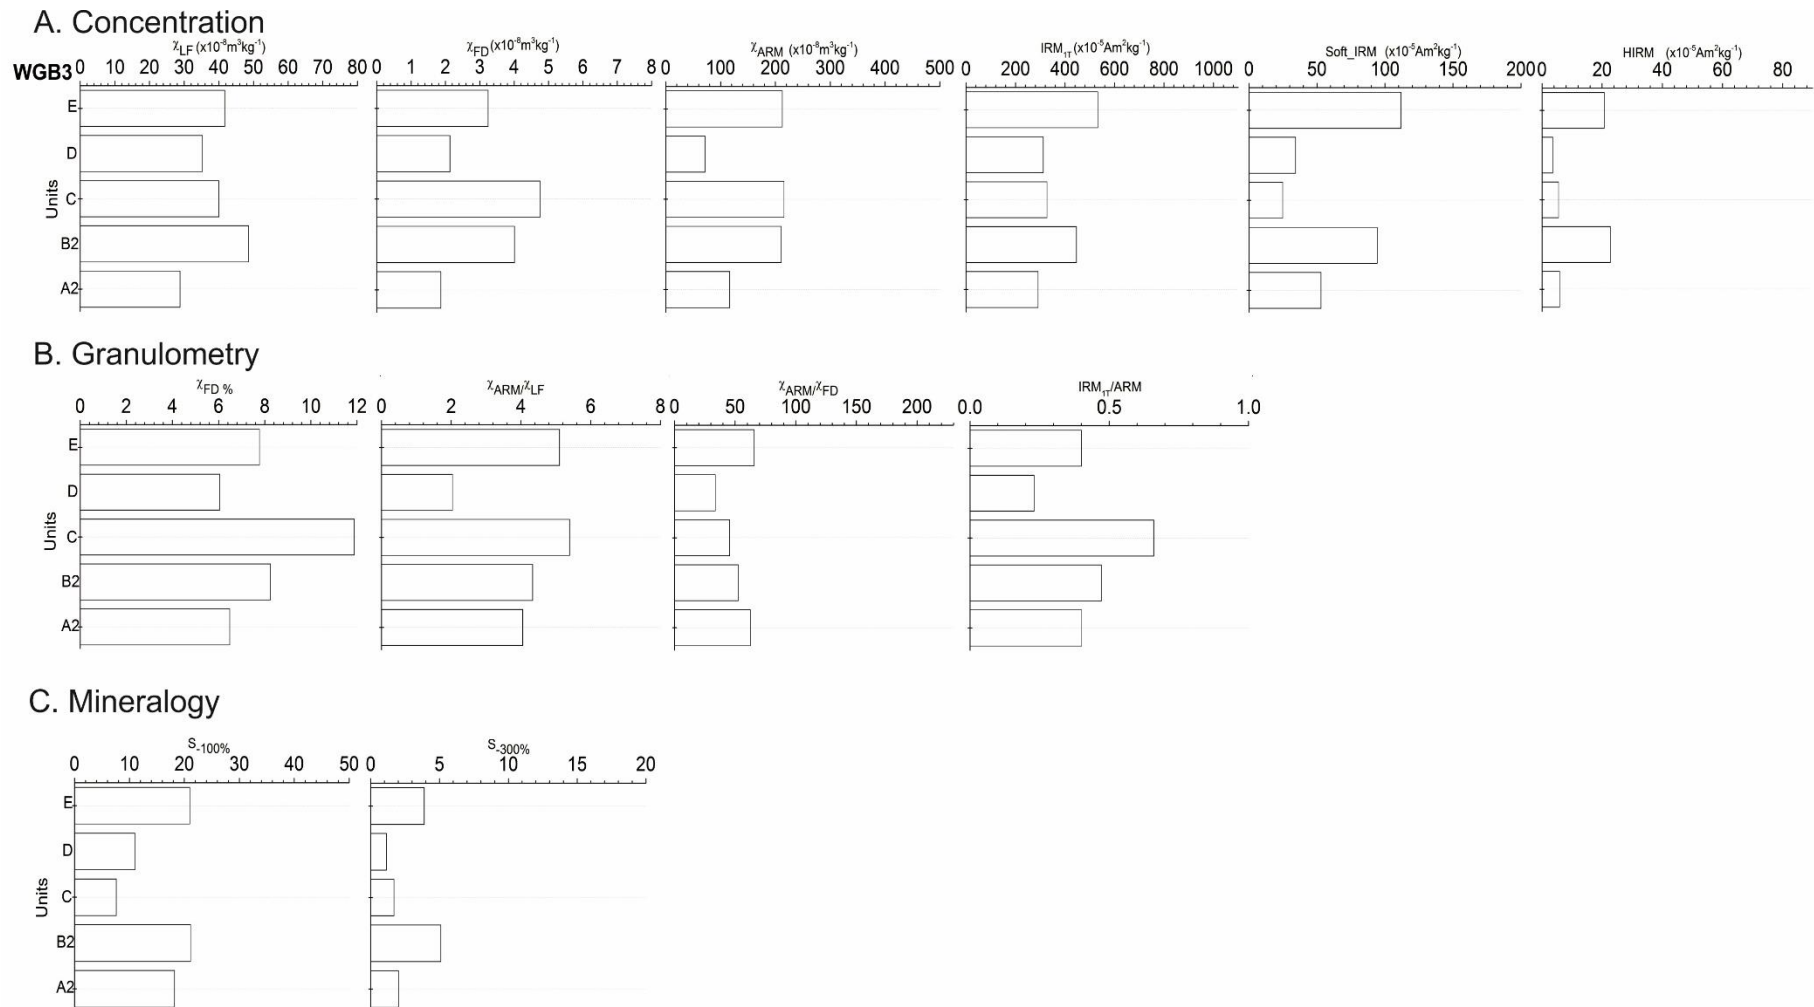 A. Concentration
χLF (x10⁻⁸m³kg⁻¹) χFD (x10⁻⁸m³kg⁻¹) χARM (x10⁻⁸m³kg⁻¹) IRM1T (x10⁻⁵Am²kg⁻¹) Soft_IRM (x10⁻⁵Am²kg⁻¹) HIRM (x10⁻⁵Am²kg⁻¹)
WGB3 0 10 20 30 40 50 60 70 80 0 1 2 3 4 5 6 7 8 0 100 200 300 400 500 0 200 400 600 800 1000 0 50 100 150 200 0 20 40 60 80
E
D
Units C
B2
A2
B. Granulometry
χFD % χARM/χLF χARM/χFD IRM1T/ARM
0 2 4 6 8 10 12 0 2 4 6 8 0 50 100 150 200 0.0 0.5 1.0
E
D
Units C
B2
A2
C. Mineralogy
S-100% S-300%
0 10 20 30 40 50 0 5 10 15 20
E
D
Units C
B2
A2